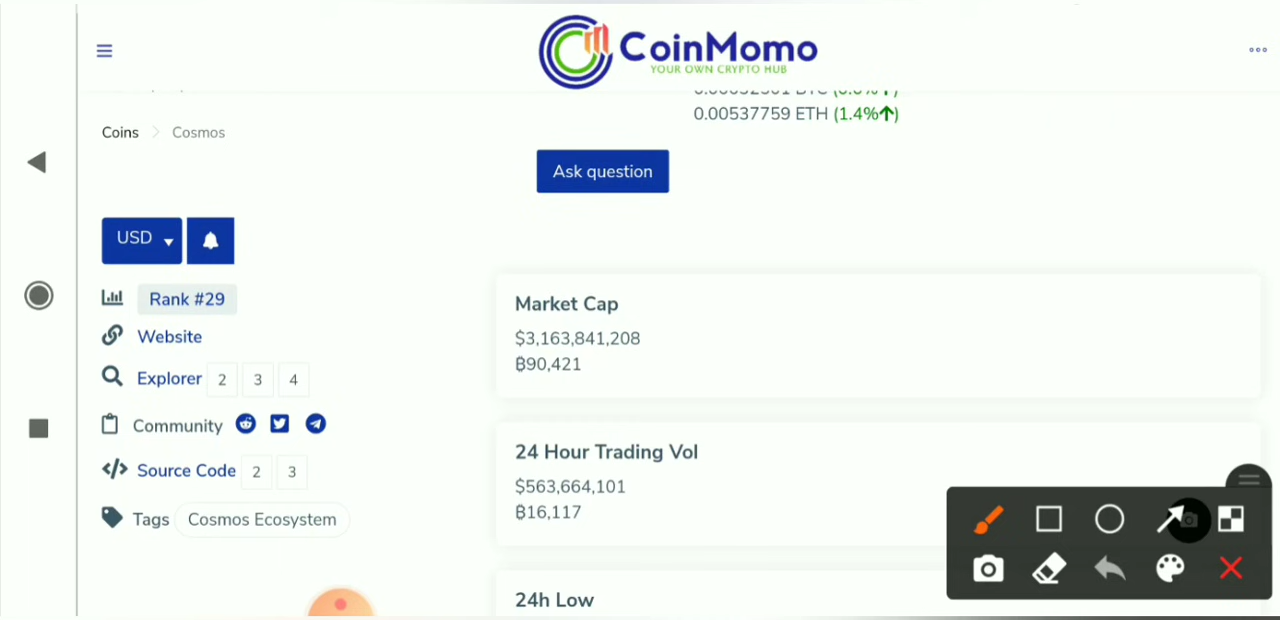 CoinMomo
YOUR OWN CRYPTO HUB
0.00537759 ETH (1.4%↑)
Coins > Cosmos
Ask question
USD
Rank #29
Website
Explorer 2 3 4
Community
Source Code 2 3
Tags Cosmos Ecosystem
Market Cap
$3,163,841,208
฿90,421
24 Hour Trading Vol
$563,664,101
฿16,117
24h Low